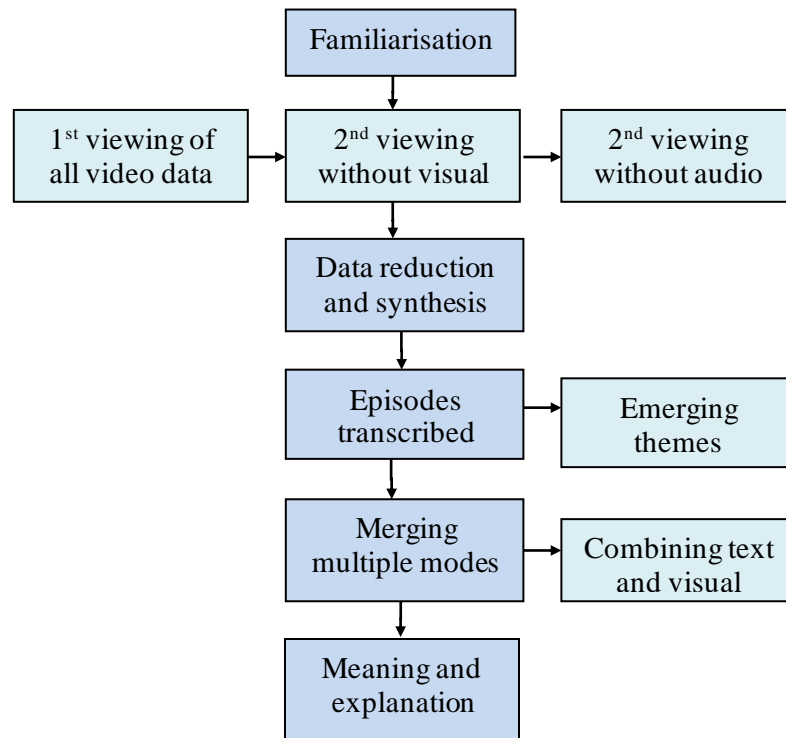 Familiarisation
1st viewing of
all video data
2nd viewing
without visual
2nd viewing
without audio
Data reduction
and synthesis
Episodes
transcribed
Emerging
themes
Merging
multiple modes
Combining text
and visual
Meaning and
explanation